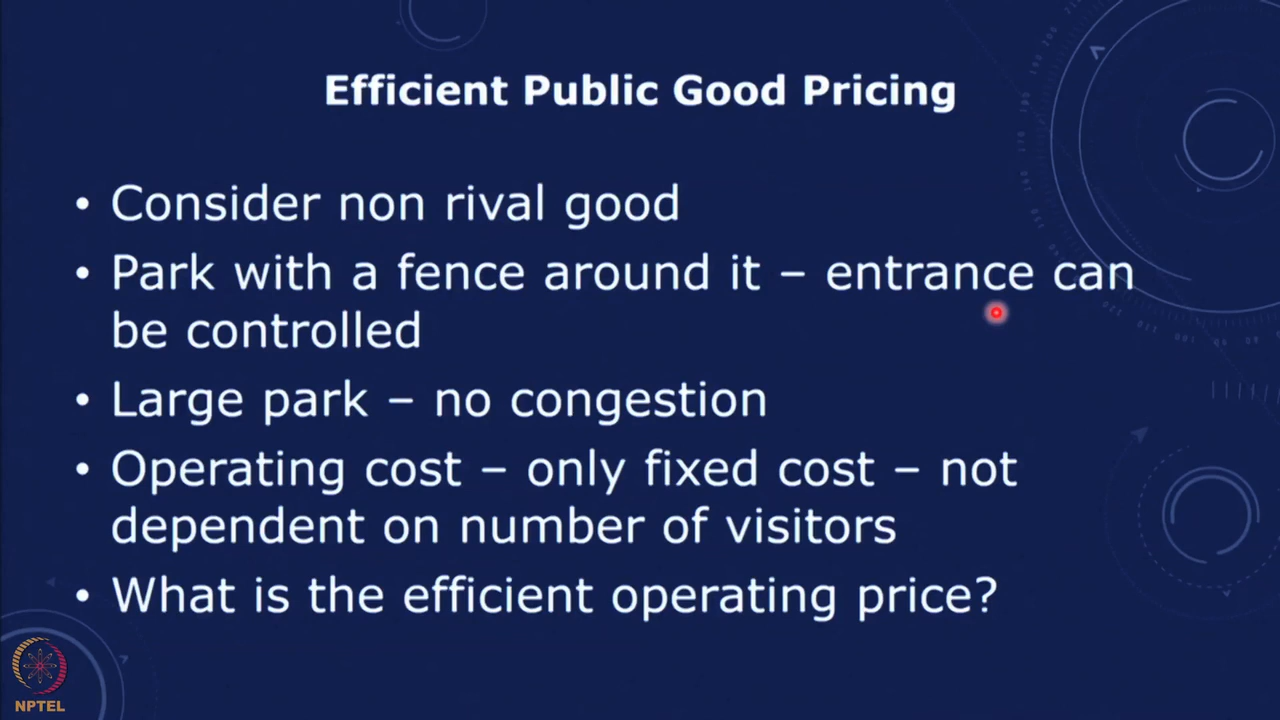 Efficient Public Good Pricing
• Consider non rival good
• Park with a fence around it – entrance can
be controlled
• Large park – no congestion
• Operating cost – only fixed cost – not
dependent on number of visitors
• What is the efficient operating price?
NPTEL